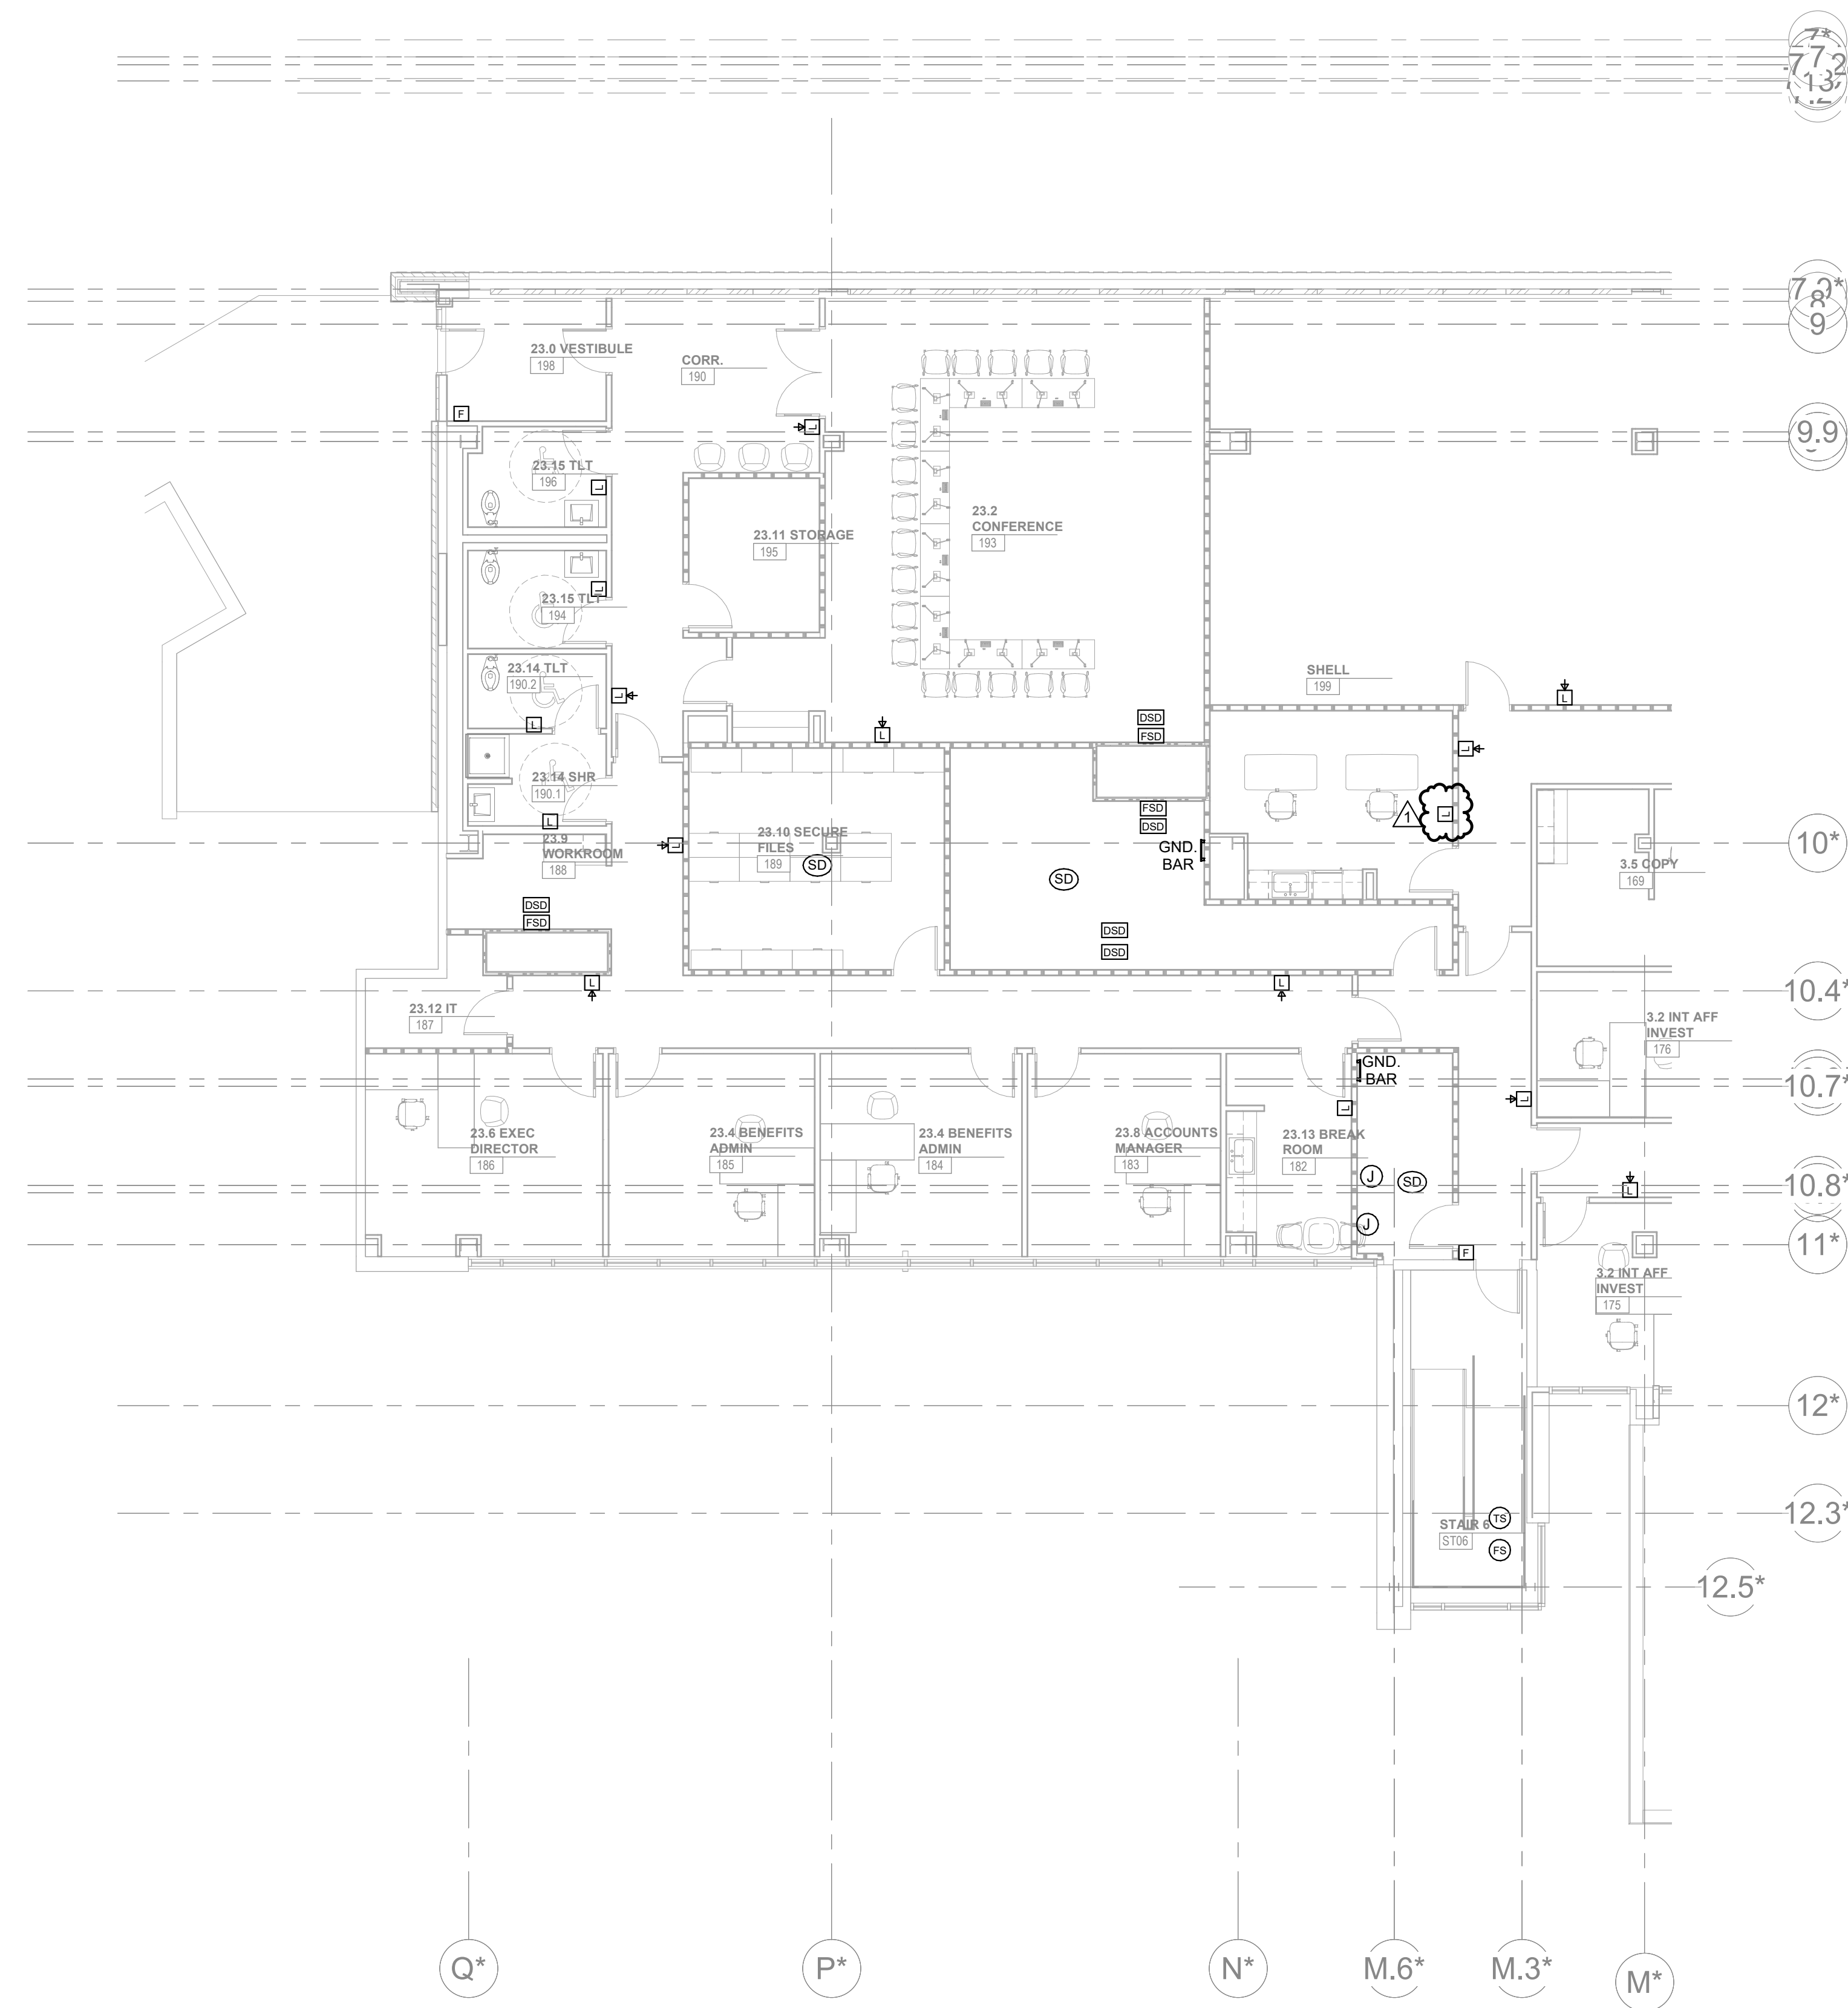 7*
7
13
7.2
8
9
23.0 VESTIBULE
198
CORR.
190
F
L
9.9
23.15 TLT
196
L
23.2
CONFERENCE
193
23.11 STORAGE
195
L
23.15 TLT
194
23.14 TLT
190.2
L
L
SHELL
199
L
DSD
FSD
L
L
23.14 SHR
190.1
L
FSD
DSD
1
L
23.9
WORKROOM
188
L
23.10 SECURE
FILES
189
SD
SD
GND.
BAR
10*
3.5 COPY
169
DSD
FSD
DSD
DSD
L
L
10.4*
23.12 IT
187
3.2 INT AFF
INVEST
176
GND.
BAR
10.7*
L
L
23.6 EXEC
DIRECTOR
186
23.4 BENEFITS
ADMIN
185
23.4 BENEFITS
ADMIN
184
23.8 ACCOUNTS
MANAGER
183
23.13 BREAK
ROOM
182
J
SD
L
10.8*
J
F
11*
3.2 INT AFF
INVEST
175
12*
12.3*
STAIR 6
ST06
TS
FS
12.5*
Q*
P*
N*
M.6*
M.3*
M*